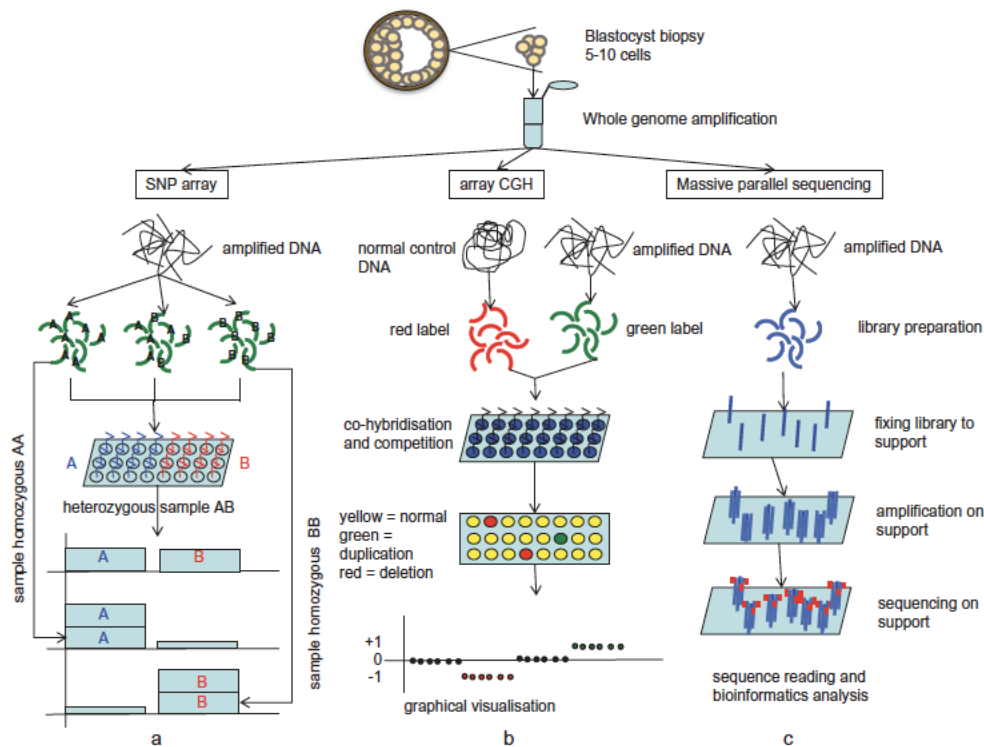 Blastocyst biopsy
5-10 cells
Whole genome amplification
SNP array
array CGH
Massive parallel sequencing
amplified DNA
normal control
DNA
amplified DNA
amplified DNA
A
A
A
A
A
A
A
A
B
A
A
B
A
B
B
B
B
B
B
B
B
red label
green label
library preparation
co-hybridisation
and competition
fixing library to
support
A
B
heterozygous sample AB
sample homozygous AA
sample homozygous BB
yellow = normal
green =
duplication
red = deletion
amplification on
support
A
B
A
A
B
B
sequencing on
support
+1
0
-1
graphical visualisation
sequence reading and
bioinformatics analysis
a
b
c